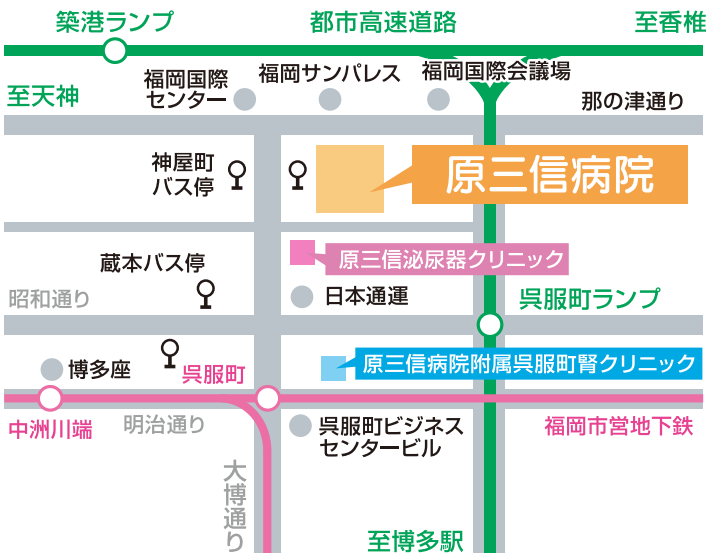 築港ランプ
都市高速道路
至香椎
至天神
福岡国際
センター
福岡サンパレス
福岡国際会議場
那の津通り
神屋町
バス停
原三信病院
蔵本バス停
原三信泌尿器クリニック
昭和通り
日本通運
呉服町ランプ
博多座
呉服町
原三信病院附属呉服町腎クリニック
中洲川端
明治通り
呉服町ビジネス
センタービル
福岡市営地下鉄
大博通り
至博多駅